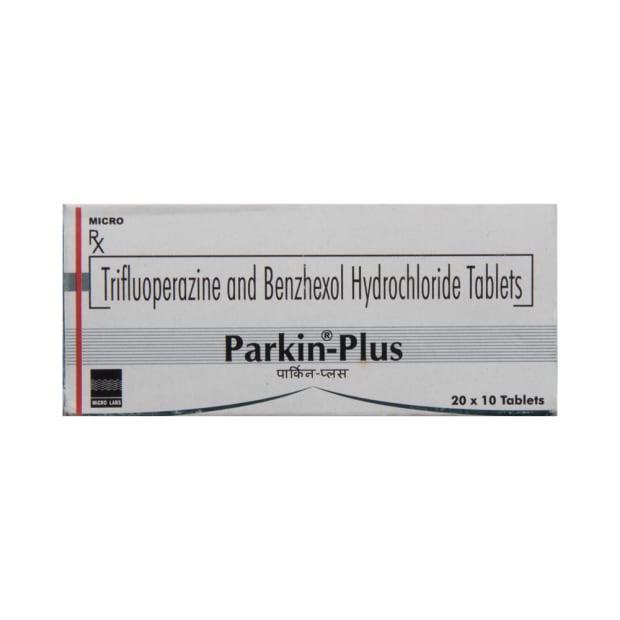 MICRO
Rx
Trifluoperazine and Benzhexol Hydrochloride Tablets
Parkin®-Plus
पार्किन-प्लस
MICRO LABS
20 x 10 Tablets